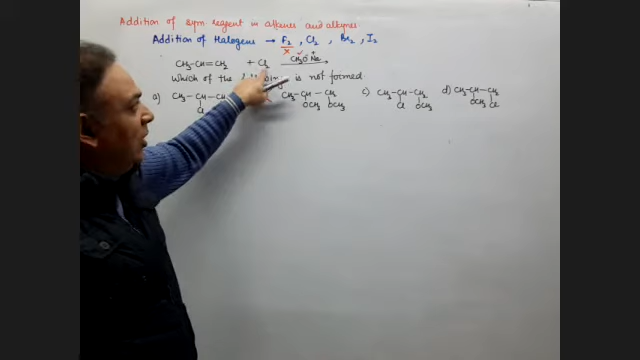 Addition of sym. reagent in alkenes and alkynes
Addition of Halogens → F2 , Cl2 , Br2 , I2
x
CH3-CH=CH2 + Cl2 CH3O⁻ Na⁺ →
Which of the is not formed
a) CH3-CH-CH
Cl
CH3-CH-CH2
OCH3 OCH3
c) CH3-CH-CH2
Cl OCH3
d) CH3-CH-CH2
OCH3 Cl